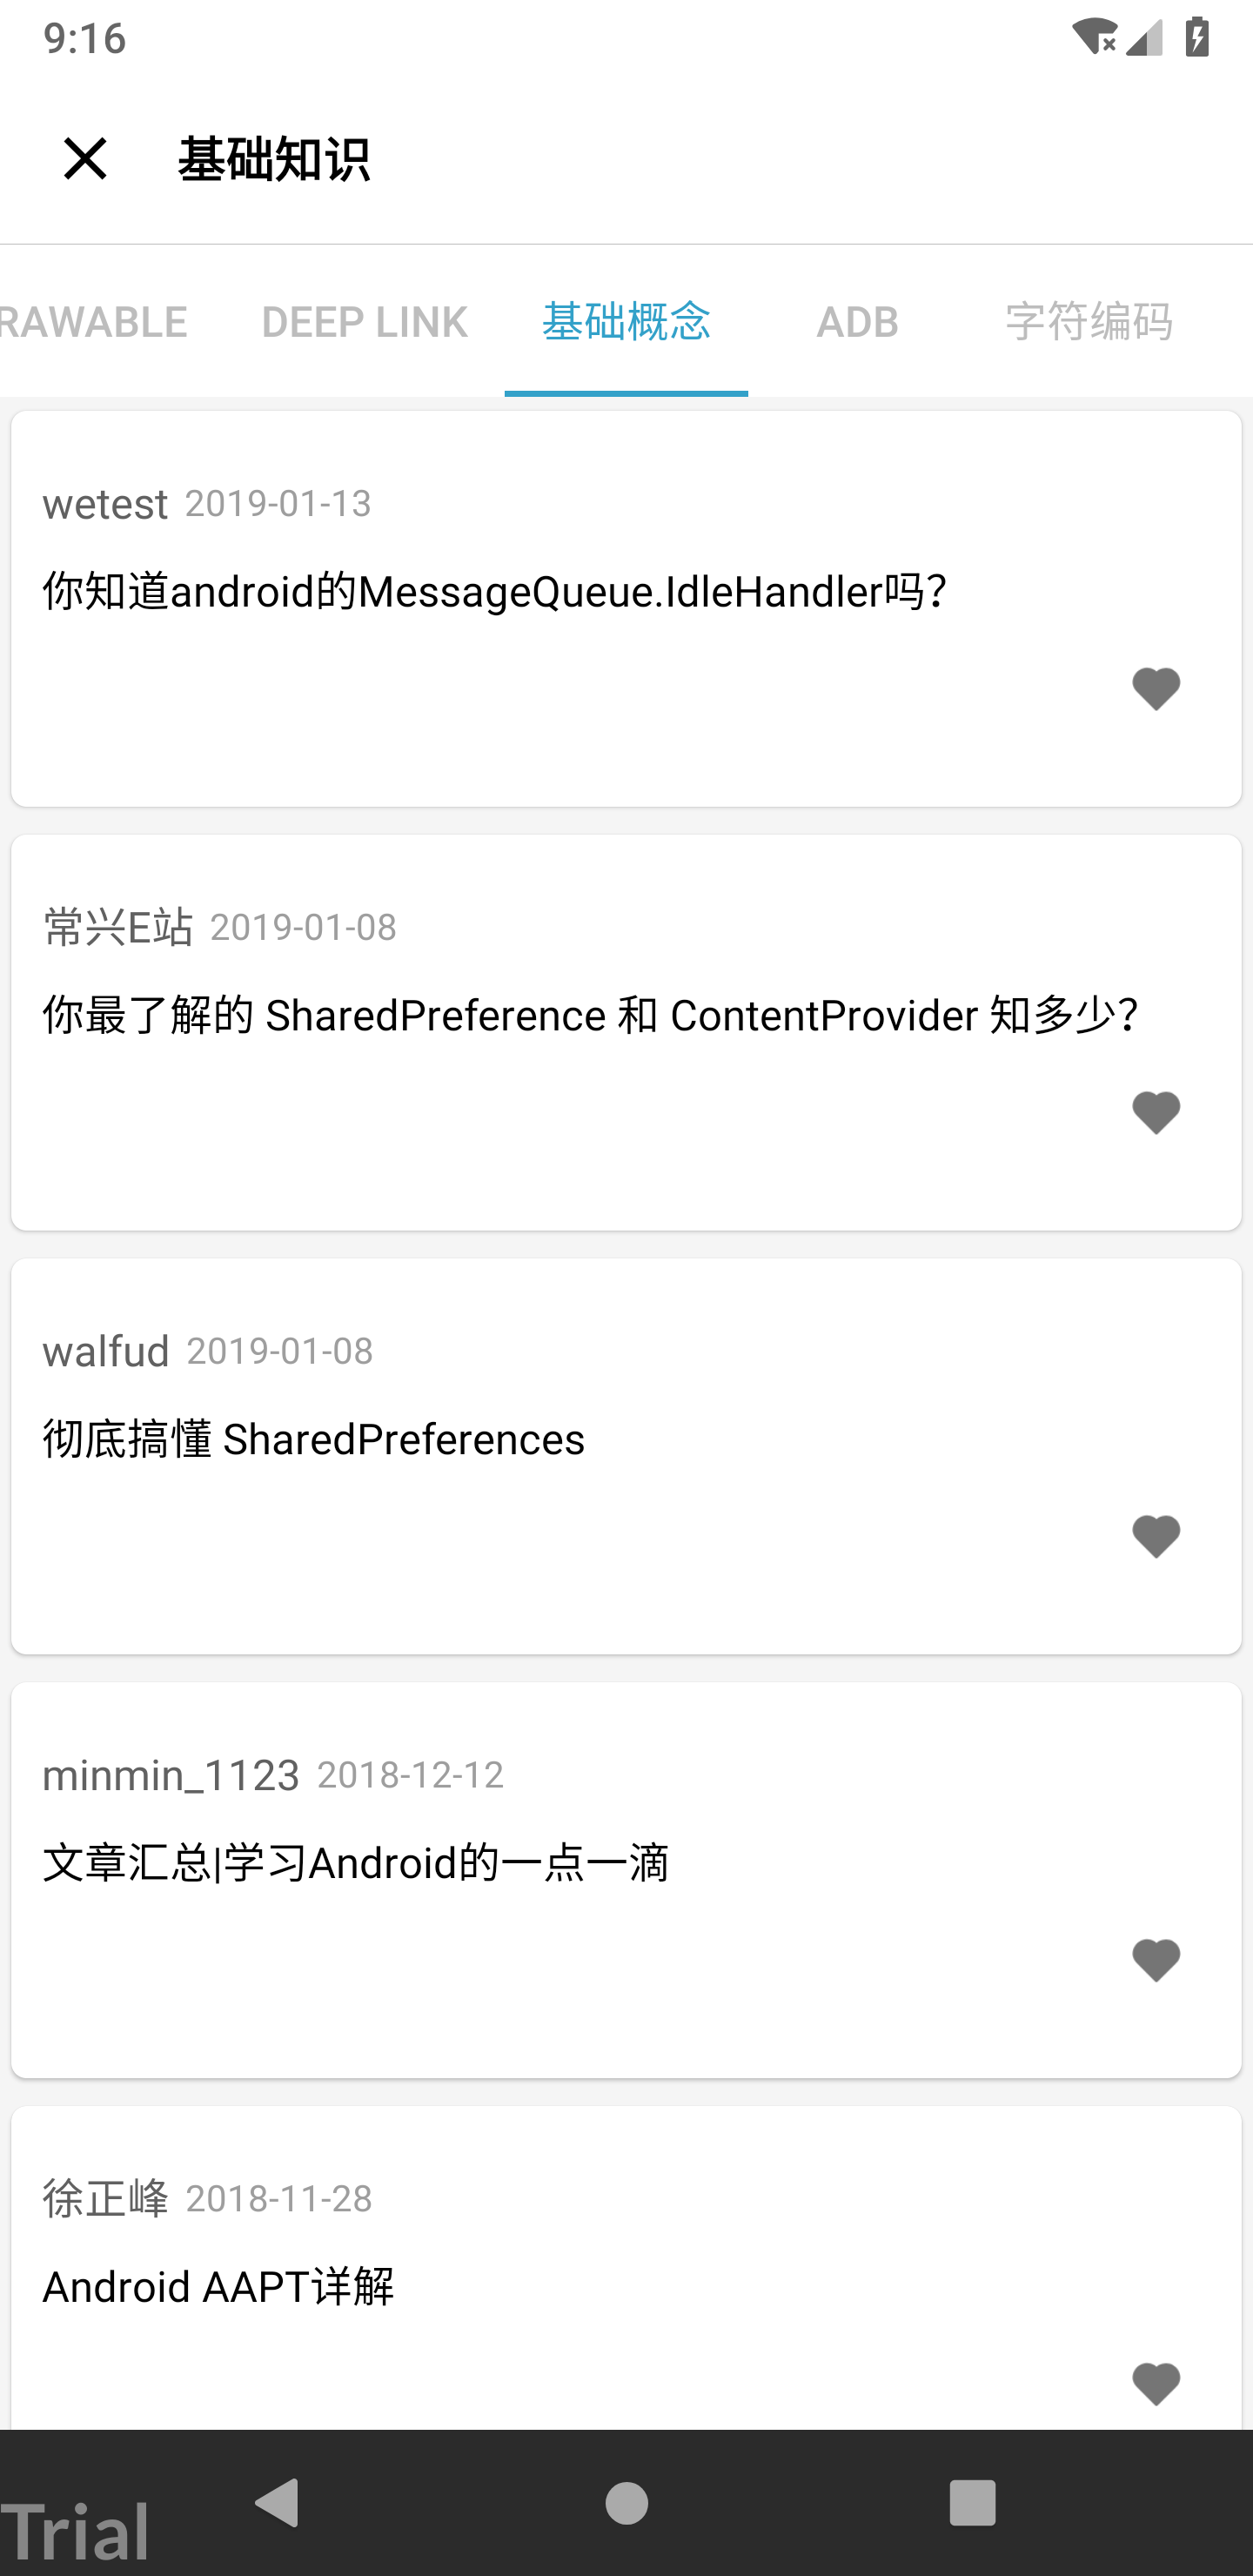 9:16
基础知识
RAWABLE DEEP LINK 基础概念 ADB 字符编码
wetest 2019-01-13
你知道android的MessageQueue.IdleHandler吗？
常兴E站 2019-01-08
你最了解的 SharedPreference 和 ContentProvider 知多少？
walfud 2019-01-08
彻底搞懂 SharedPreferences
minmin_1123 2018-12-12
文章汇总|学习Android的一点一滴
徐正峰 2018-11-28
Android AAPT详解
Trial